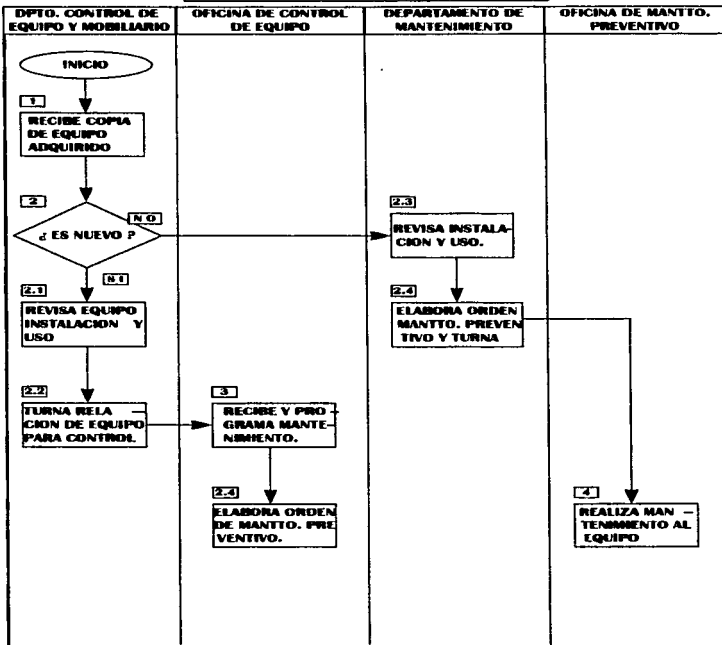 DPTO. CONTROL DE
EQUIPO Y MOBILIARIO
OFICINA DE CONTROL
DE EQUIPO
DEPARTAMENTO DE
MANTENIMIENTO
OFICINA DE MANTTO.
PREVENTIVO
INICIO
1
RECIBE COPIA
DE EQUIPO
ADQUIRIDO
2
NO
¿ ES NUEVO ?
2.3
REVISA INSTALA-
CION Y USO.
2.1
REVISA EQUIPO
INSTALACION Y
USO
2.4
ELABORA ORDEN
MANTTO. PREVEN
TIVO Y TURNA
2.2
TURNA RELA-
CION DE EQUIPO
PARA CONTROL
3
RECIBE Y PRO-
GRAMA MANTE-
NIMIENTO.
2.4
ELABORA ORDEN
DE MANTTO. PRE
VENTIVO.
4
REALIZA MAN-
TENIMIENTO AL
EQUIPO